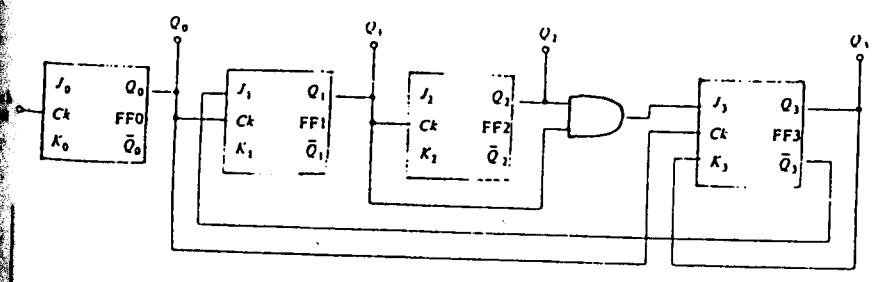 Q₀
Q₁
Q₂
Q₃
J₀ Q₀
Ck FF0
K₀ Q̄₀
J₁ Q₁
Ck FF1
K₁ Q̄₁
J₂ Q₂
Ck FF2
K₂ Q̄₂
J₃ Q₃
Ck FF3
K₃ Q̄₃